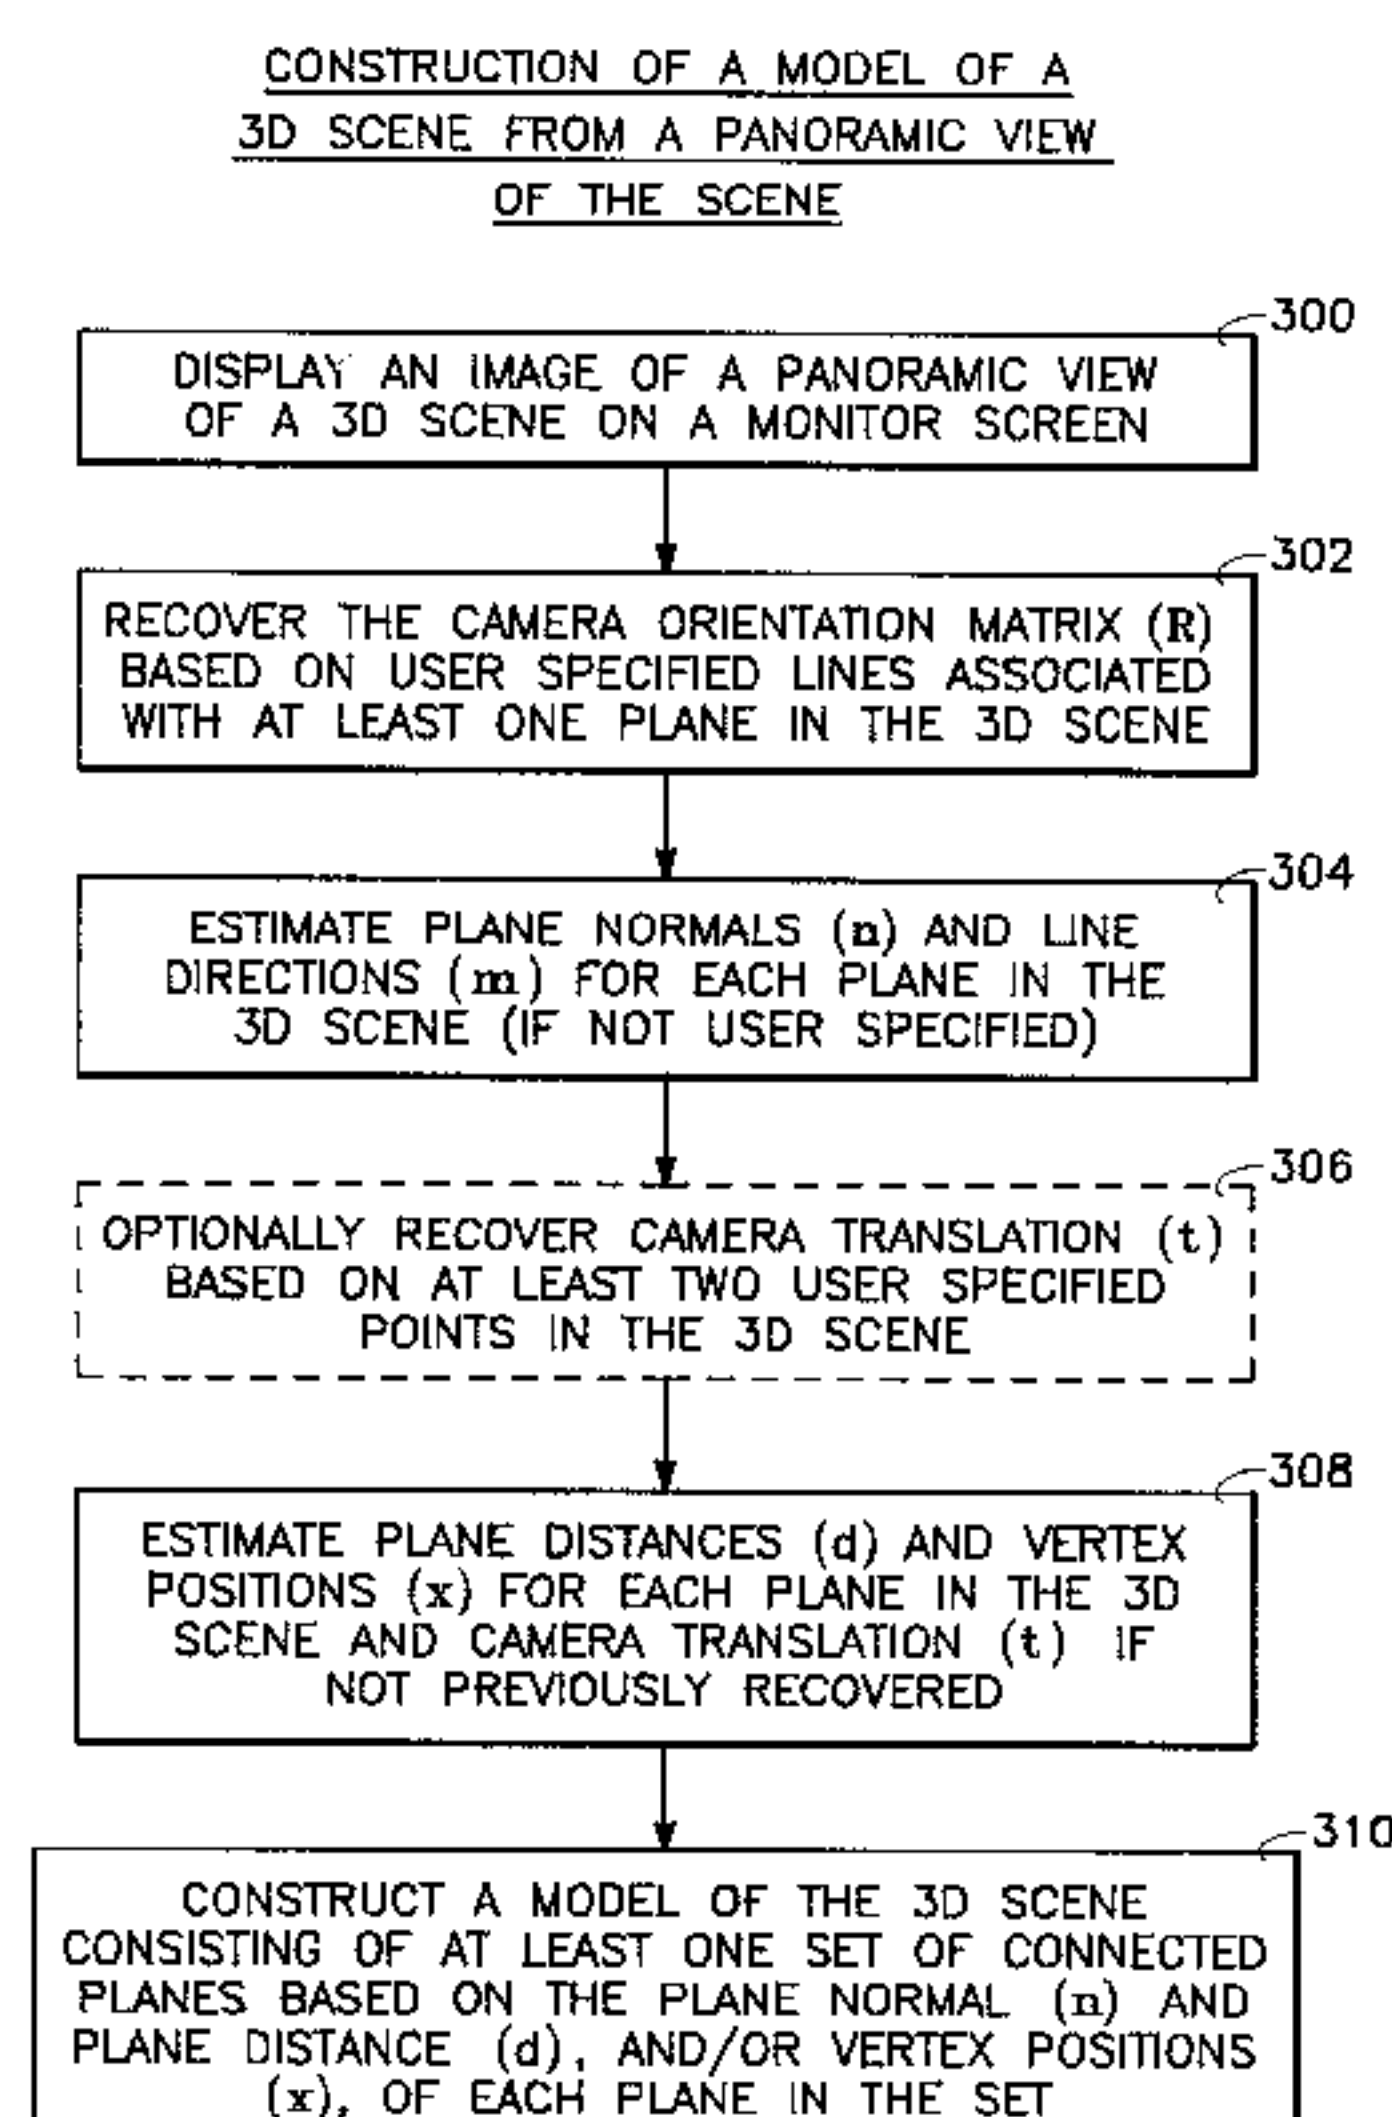 CONSTRUCTION OF A MODEL OF A
3D SCENE FROM A PANORAMIC VIEW
OF THE SCENE
300
DISPLAY AN IMAGE OF A PANORAMIC VIEW
OF A 3D SCENE ON A MONITOR SCREEN
302
RECOVER THE CAMERA ORIENTATION MATRIX (R)
BASED ON USER SPECIFIED LINES ASSOCIATED
WITH AT LEAST ONE PLANE IN THE 3D SCENE
304
ESTIMATE PLANE NORMALS (n) AND LINE
DIRECTIONS (m) FOR EACH PLANE IN THE
3D SCENE (IF NOT USER SPECIFIED)
306
OPTIONALLY RECOVER CAMERA TRANSLATION (t)
BASED ON AT LEAST TWO USER SPECIFIED
POINTS IN THE 3D SCENE
308
ESTIMATE PLANE DISTANCES (d) AND VERTEX
POSITIONS (x) FOR EACH PLANE IN THE 3D
SCENE AND CAMERA TRANSLATION (t) IF
NOT PREVIOUSLY RECOVERED
310
CONSTRUCT A MODEL OF THE 3D SCENE
CONSISTING OF AT LEAST ONE SET OF CONNECTED
PLANES BASED ON THE PLANE NORMAL (n) AND
PLANE DISTANCE (d), AND/OR VERTEX POSITIONS
(x), OF EACH PLANE IN THE SET